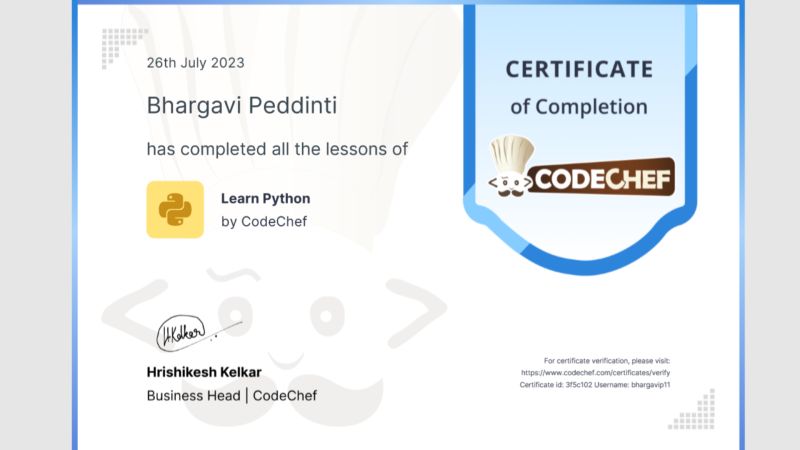 26th July 2023
Bhargavi Peddinti
has completed all the lessons of
Learn Python
by CodeChef
CERTIFICATE
of Completion
CODECHEF
H.Kelkar
Hrishikesh Kelkar
Business Head | CodeChef
For certificate verification, please visit:
https://www.codechef.com/certificates/verify
Certificate id: 3f5c102 Username: bhargavip11